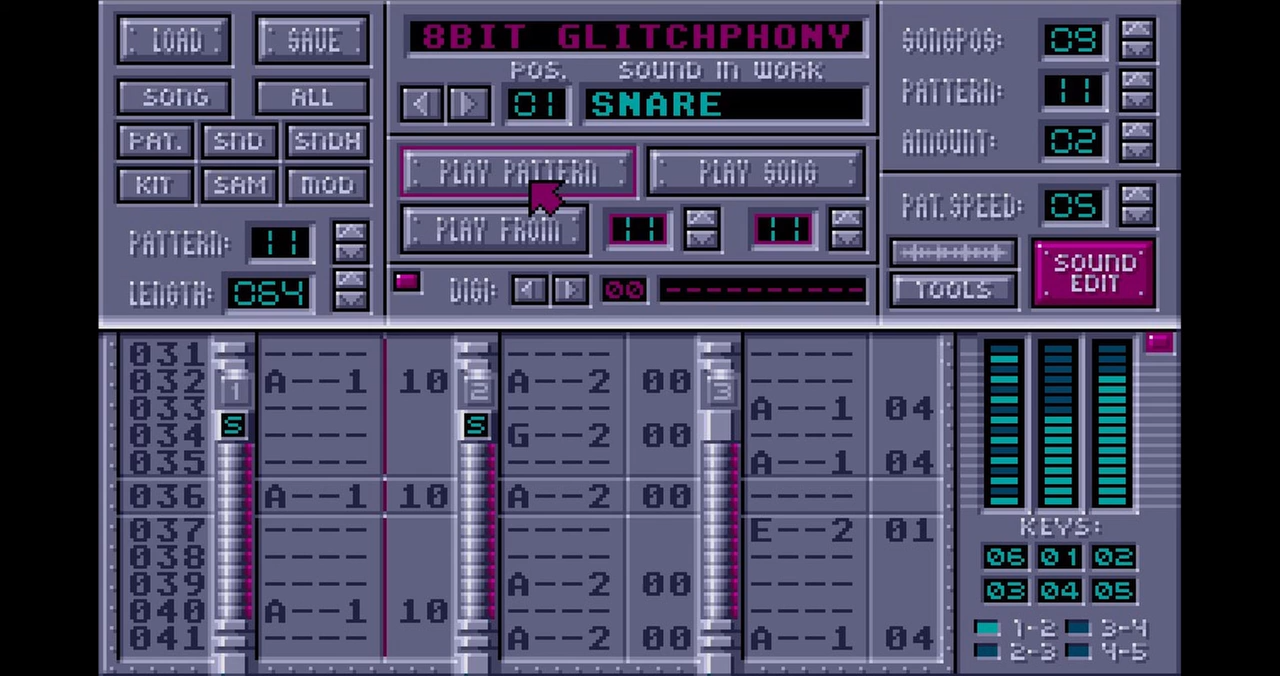 LOAD SAVE
SONG ALL
PAT. SND SNDH
KIT SAM MOD
PATTERN: 11
LENGTH: 064
8BIT GLITCHPHONY
POS. SOUND IN WORK
01 SNARE
PLAY PATTERN PLAY SONG
PLAY FROM 11 11
DIGI: 00 ----------
SONGPOS: 09
PATTERN: 11
AMOUNT: 02
PAT.SPEED: 05
TOOLS
SOUND
EDIT
1 2 3
S S
031 ---- ---- ----
032 A--1 10 A--2 00 ----
033 ---- ---- A--1 04
034 ---- G--2 00 ----
035 ---- ---- A--1 04
036 A--1 10 A--2 00 ----
037 ---- ---- E--2 01
038 ---- ---- ----
039 ---- A--2 00 ----
040 A--1 10 ---- ----
041 ---- A--2 00 A--1 04
KEYS:
06 01 02
03 04 05
1-2 3-4
2-3 4-5